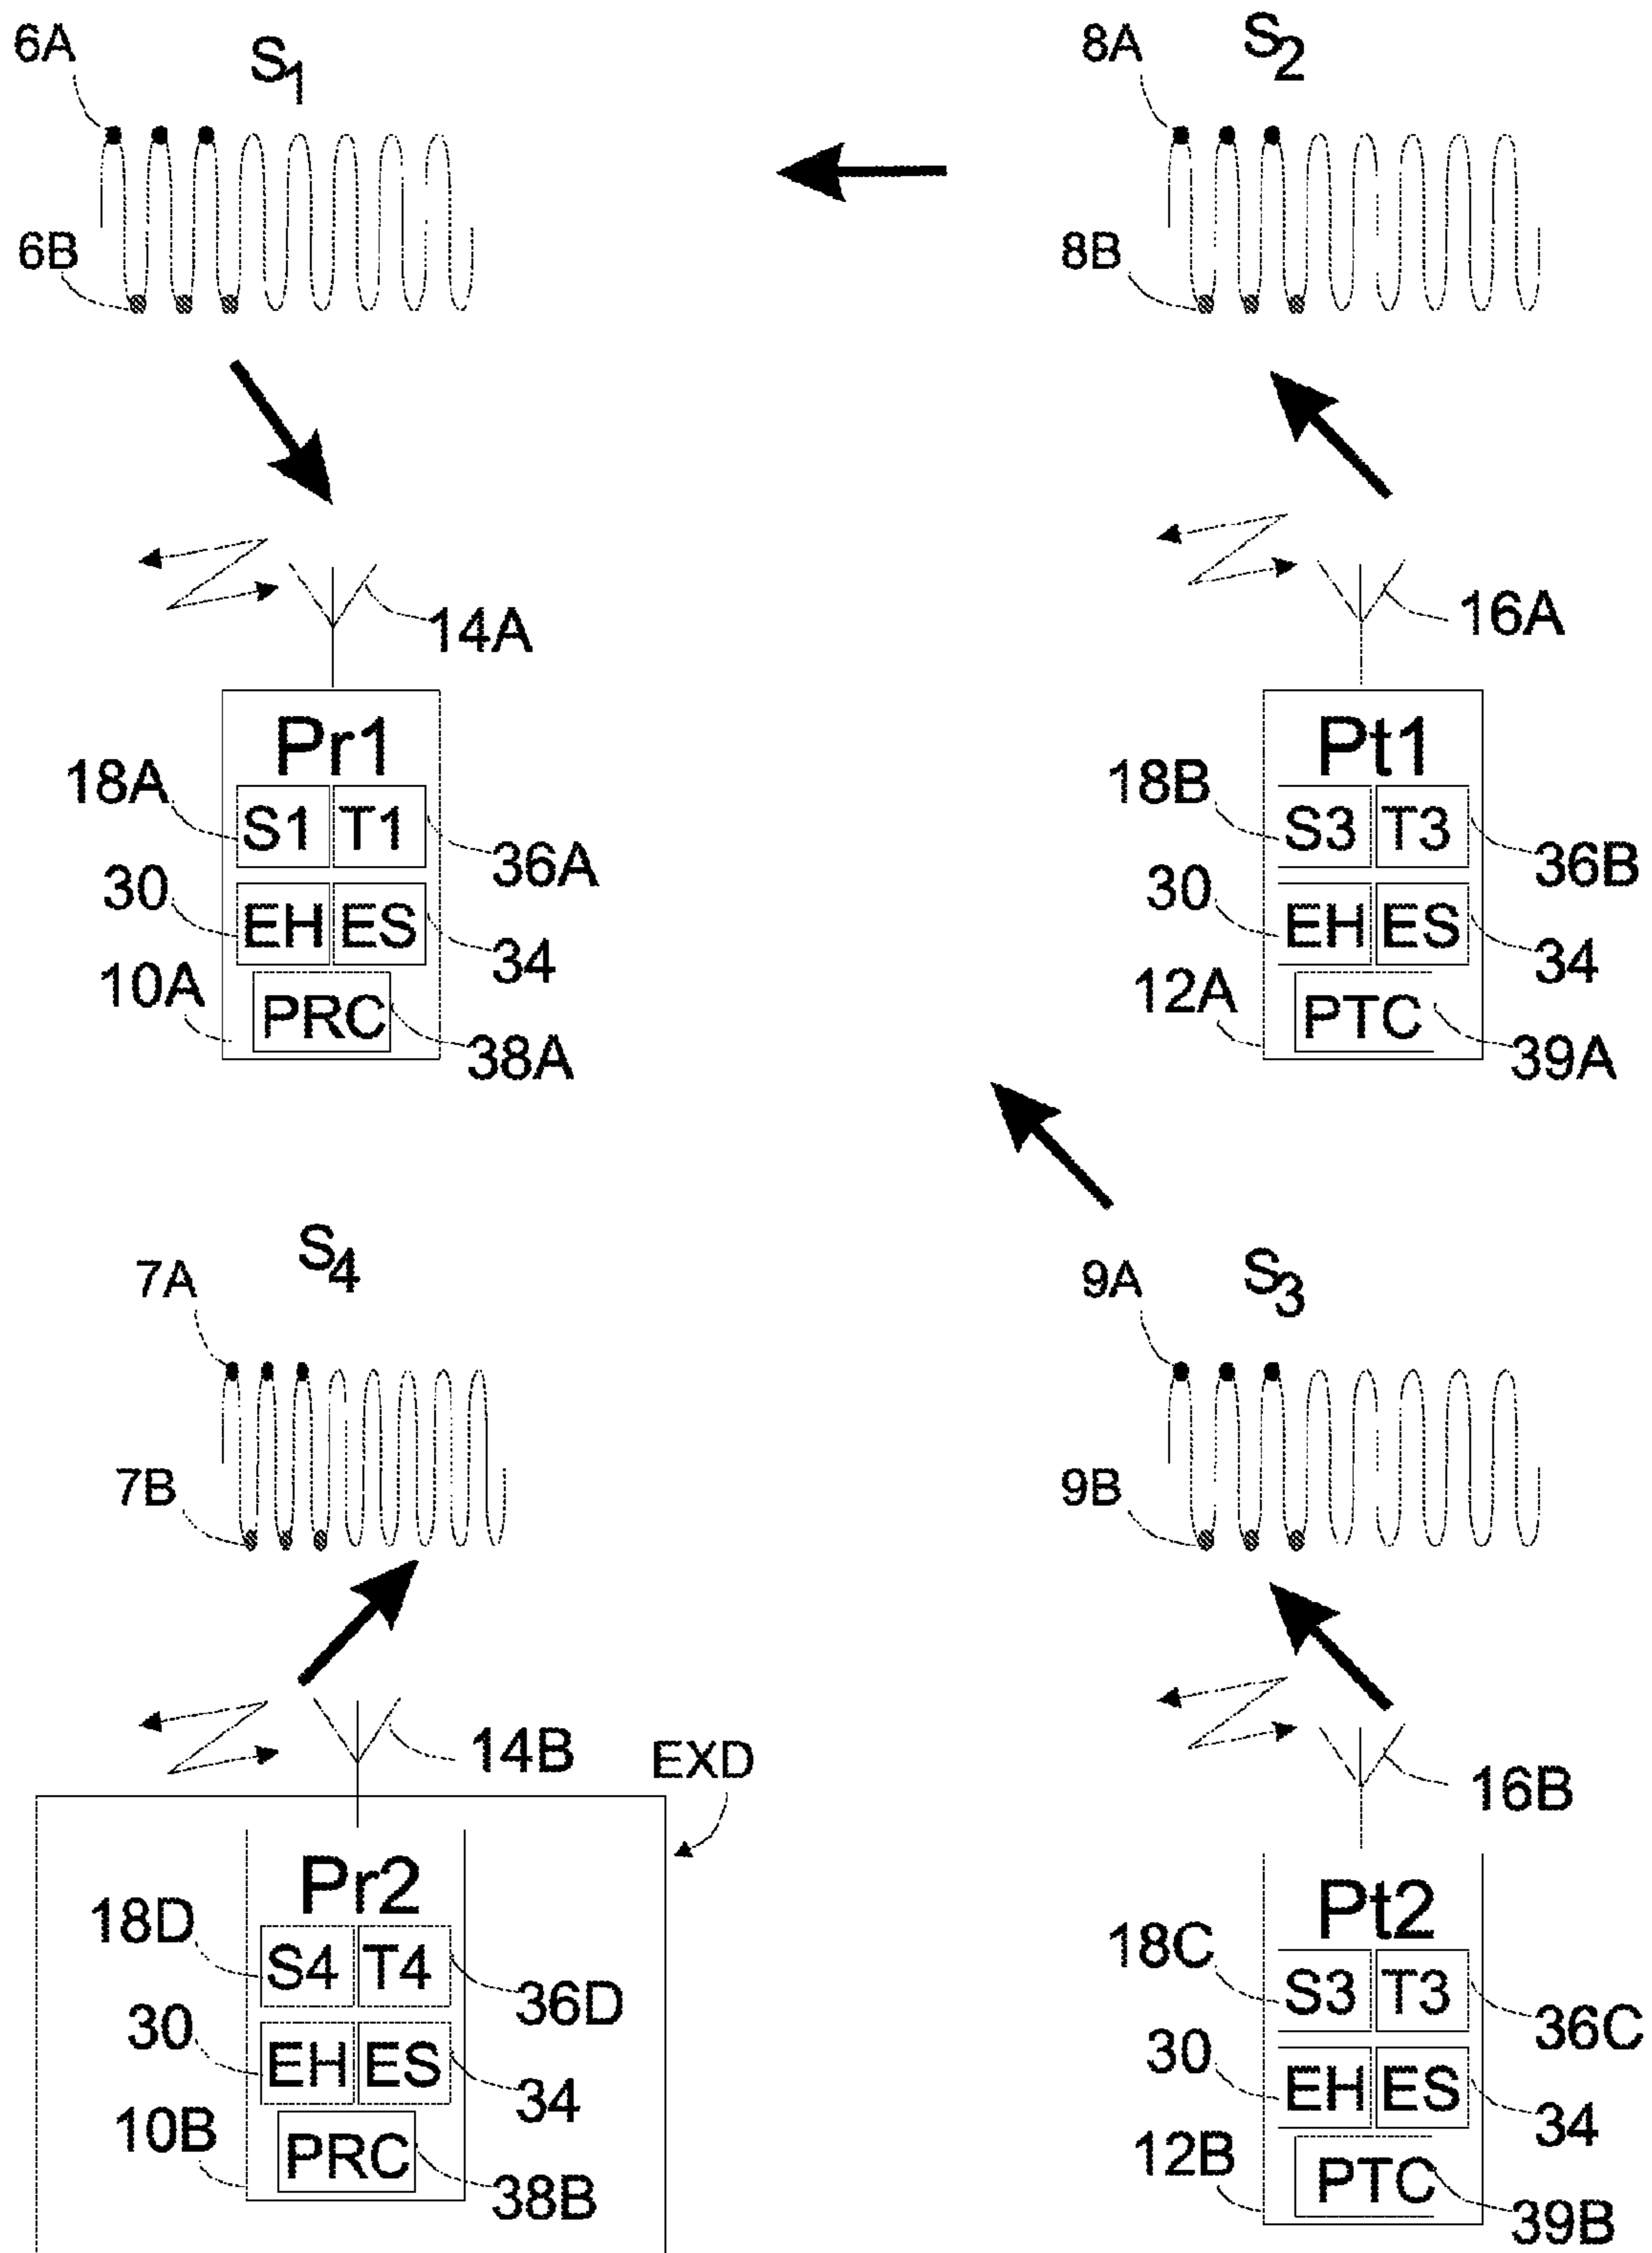 6A S1 8A S2
6B 8B
14A 16A
Pr1 Pt1
18A S1 T1 36A 18B S3 T3 36B
30 EH ES 34 30 EH ES 34
10A PRC 38A 12A PTC 39A
7A S4 9A S3
7B 9B
14B EXD 16B
Pr2 Pt2
18D S4 T4 36D 18C S3 T3 36C
30 EH ES 34 30 EH ES 34
10B PRC 38B 12B PTC 39B